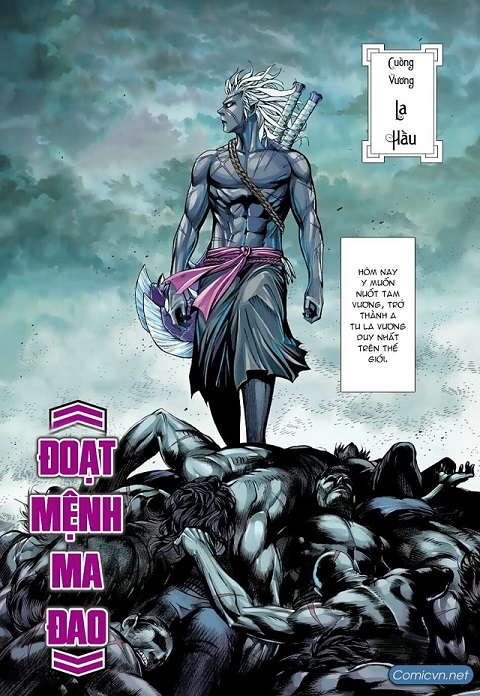 Cuồng
Vương
La
Hầu
HÔM NAY
Y MUỐN
NUỐT TAM
VƯƠNG, TRỞ
THÀNH A
TU LA VƯƠNG
DUY NHẤT
TRÊN THẾ
GIỚI.
《
ĐOẠT
MỆNH
MA
ĐAO
》
Comicvn.net